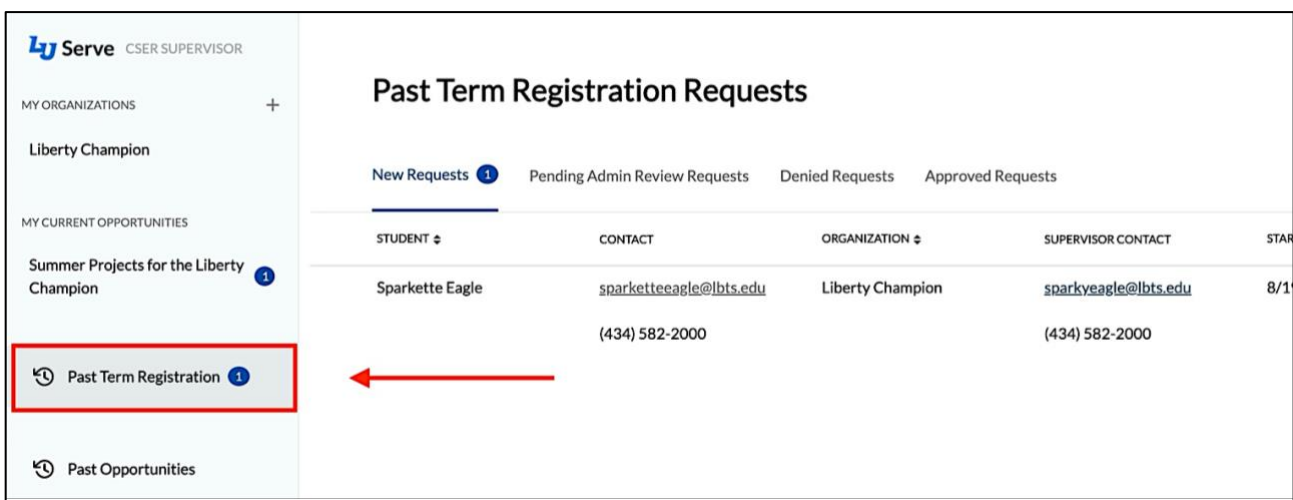 LU Serve CSER SUPERVISOR
MY ORGANIZATIONS +
Liberty Champion
MY CURRENT OPPORTUNITIES
Summer Projects for the Liberty
Champion 1
Past Term Registration 1
Past Opportunities
Past Term Registration Requests
New Requests 1 Pending Admin Review Requests Denied Requests Approved Requests
STUDENT CONTACT ORGANIZATION SUPERVISOR CONTACT
Sparkette Eagle sparketteeagle@lbts.edu Liberty Champion sparkyeagle@lbts.edu
(434) 582-2000 (434) 582-2000